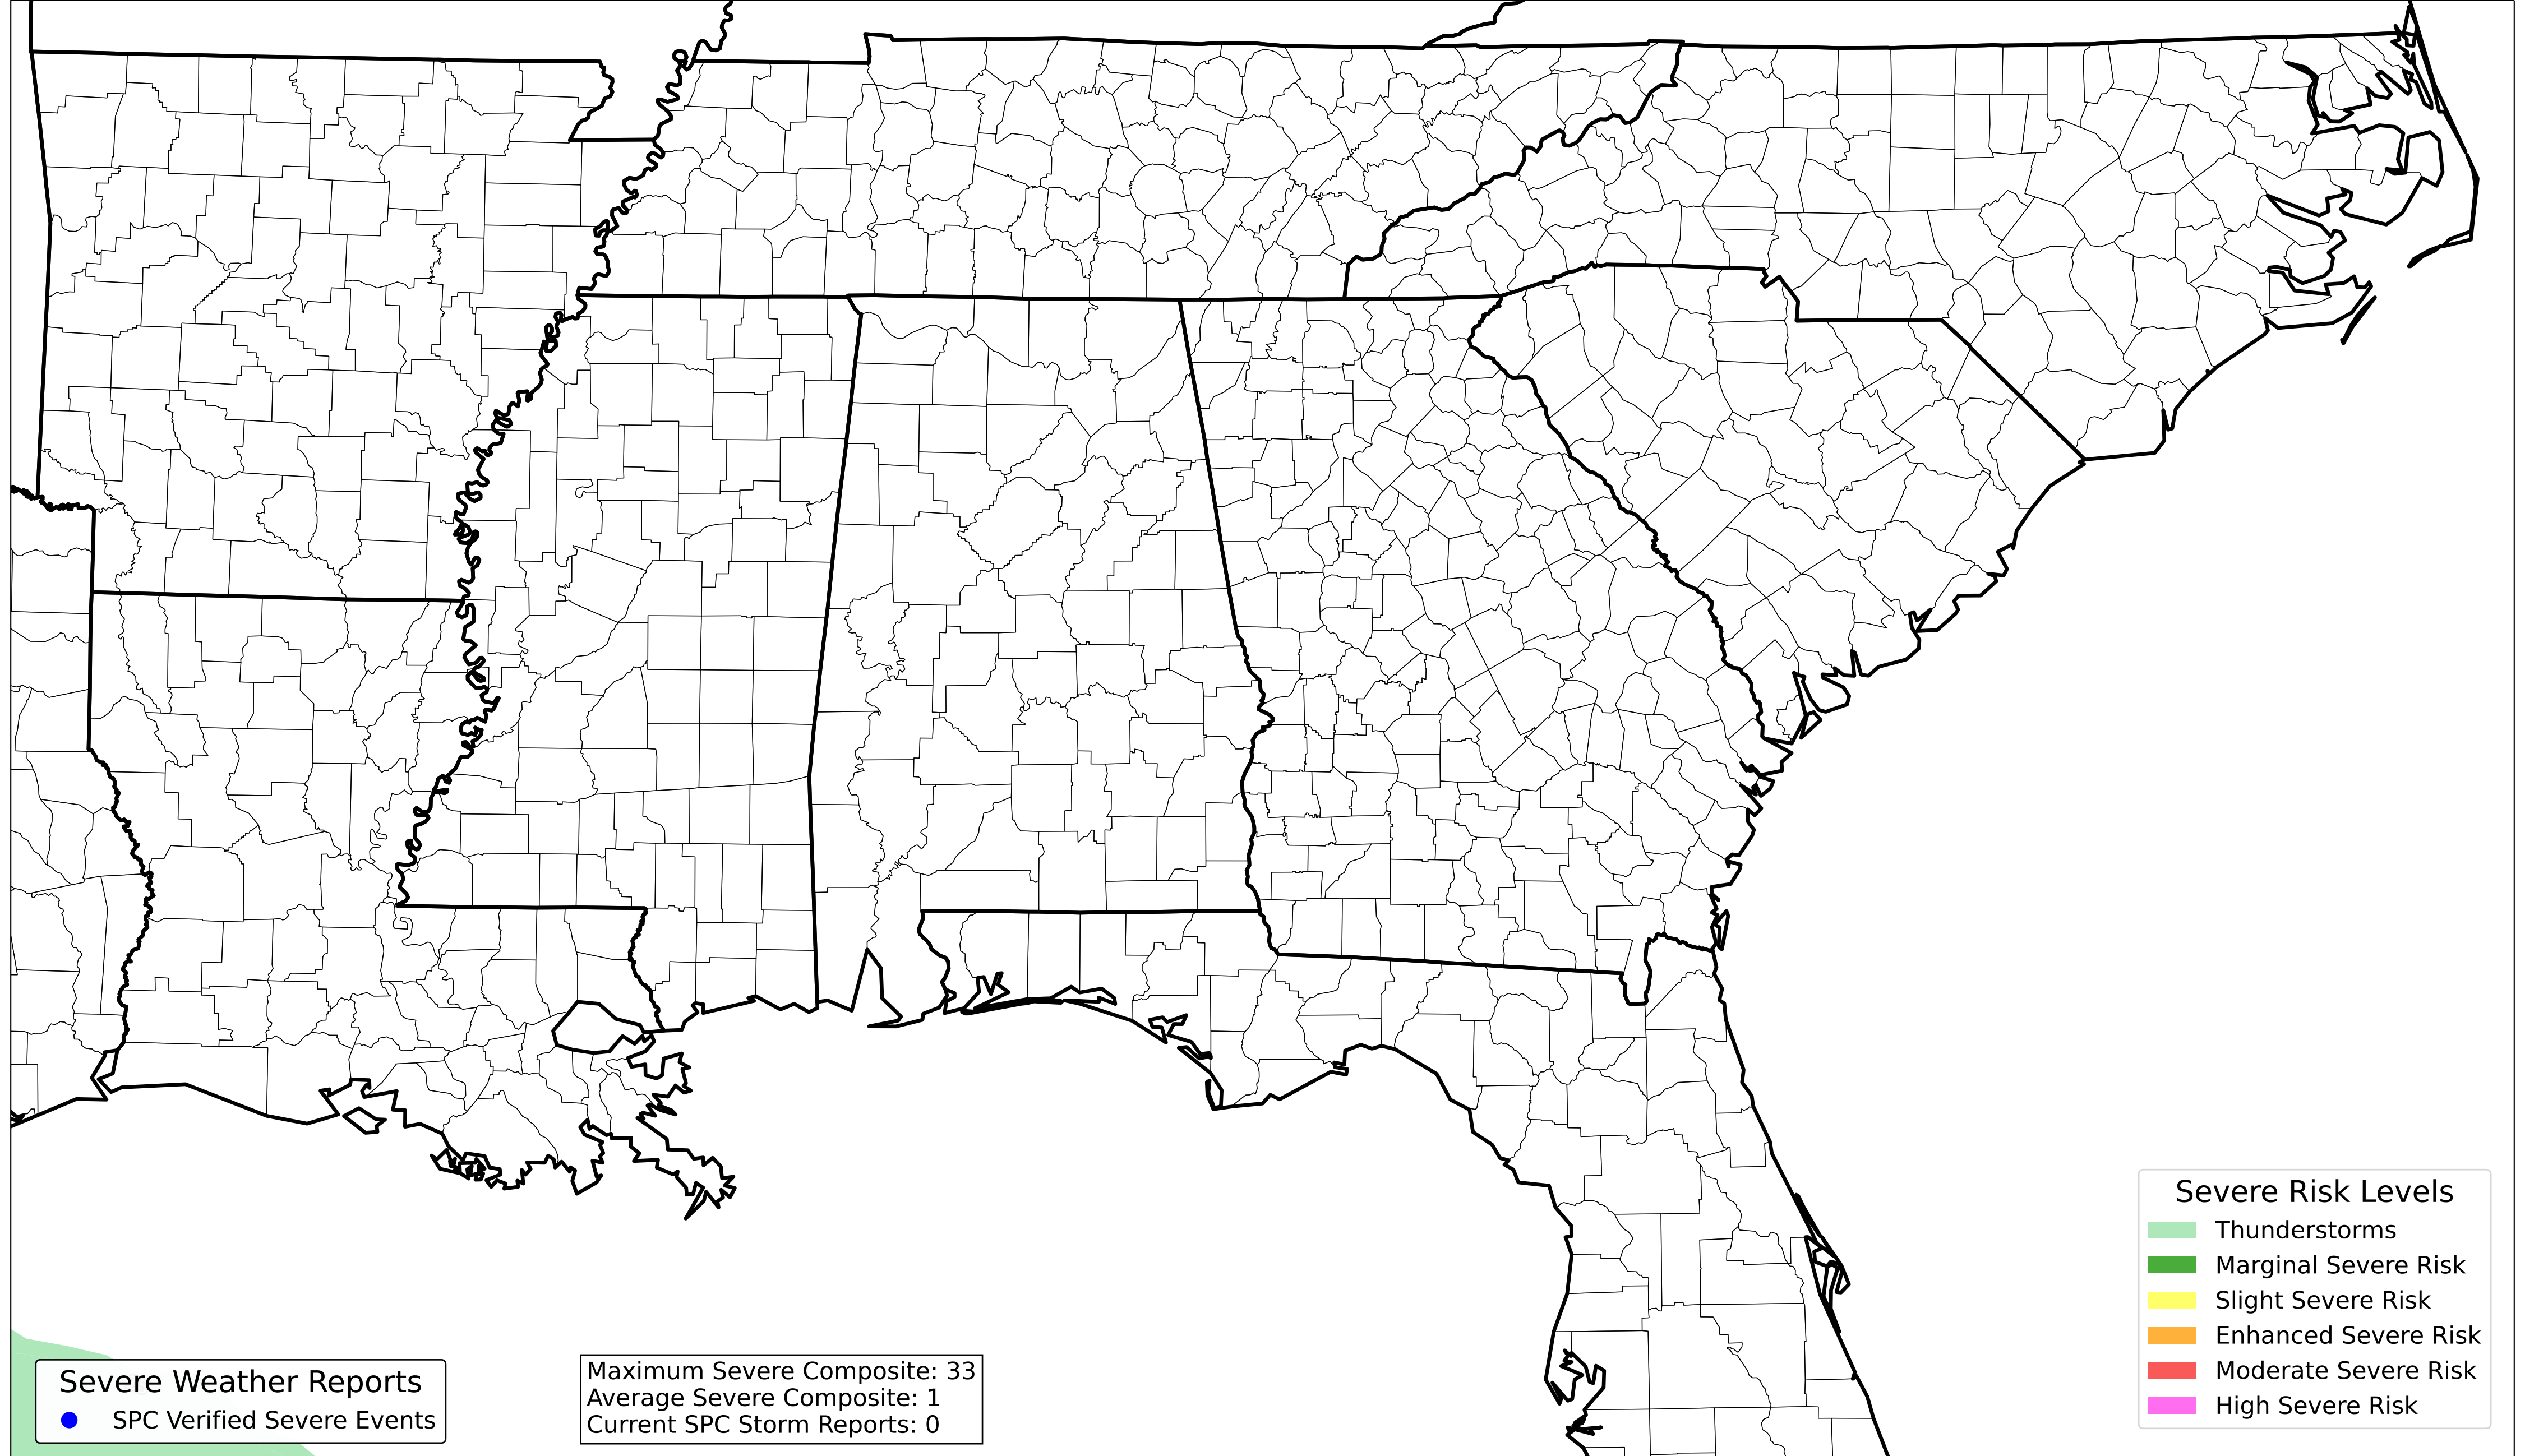 Severe Weather Reports
SPC Verified Severe Events
Maximum Severe Composite: 33
Average Severe Composite: 1
Current SPC Storm Reports: 0
Severe Risk Levels
Thunderstorms
Marginal Severe Risk
Slight Severe Risk
Enhanced Severe Risk
Moderate Severe Risk
High Severe Risk